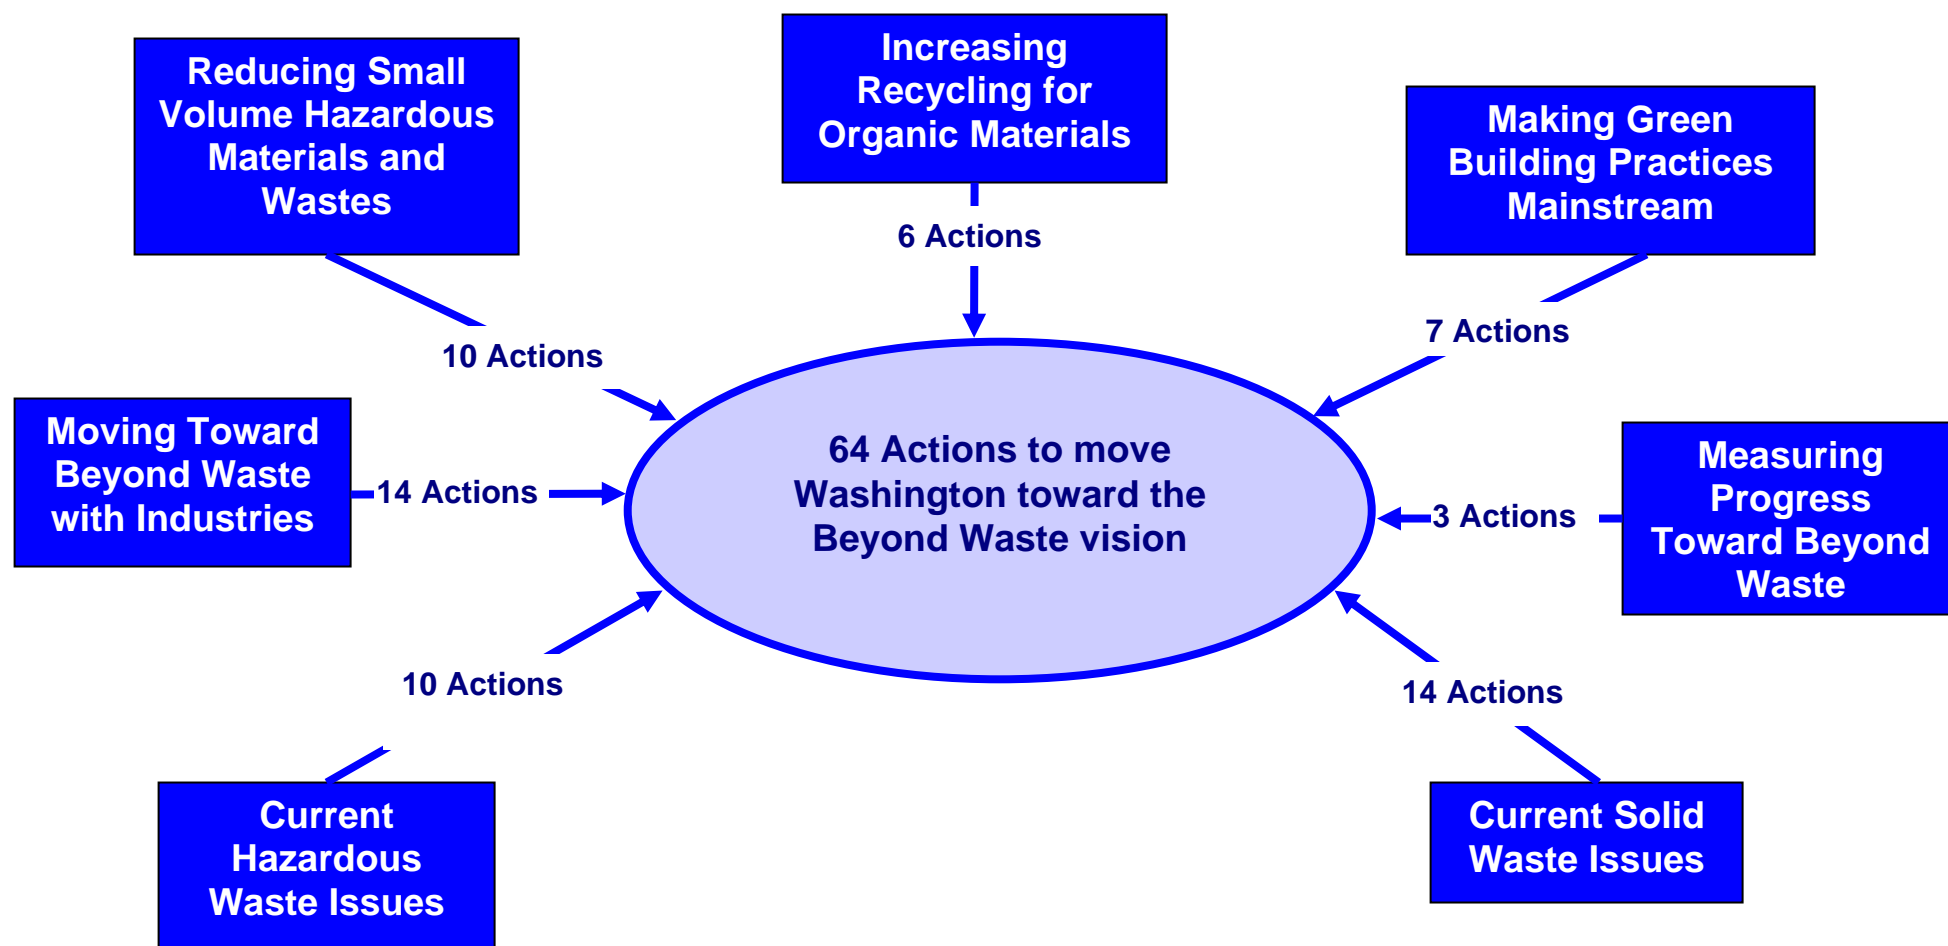 Reducing Small
Volume Hazardous
Materials and
Wastes
Increasing
Recycling for
Organic Materials
Making Green
Building Practices
Mainstream
6 Actions
10 Actions
7 Actions
Moving Toward
Beyond Waste
with Industries
14 Actions
64 Actions to move
Washington toward the
Beyond Waste vision
3 Actions
Measuring
Progress
Toward Beyond
Waste
10 Actions
14 Actions
Current
Hazardous
Waste Issues
Current Solid
Waste Issues